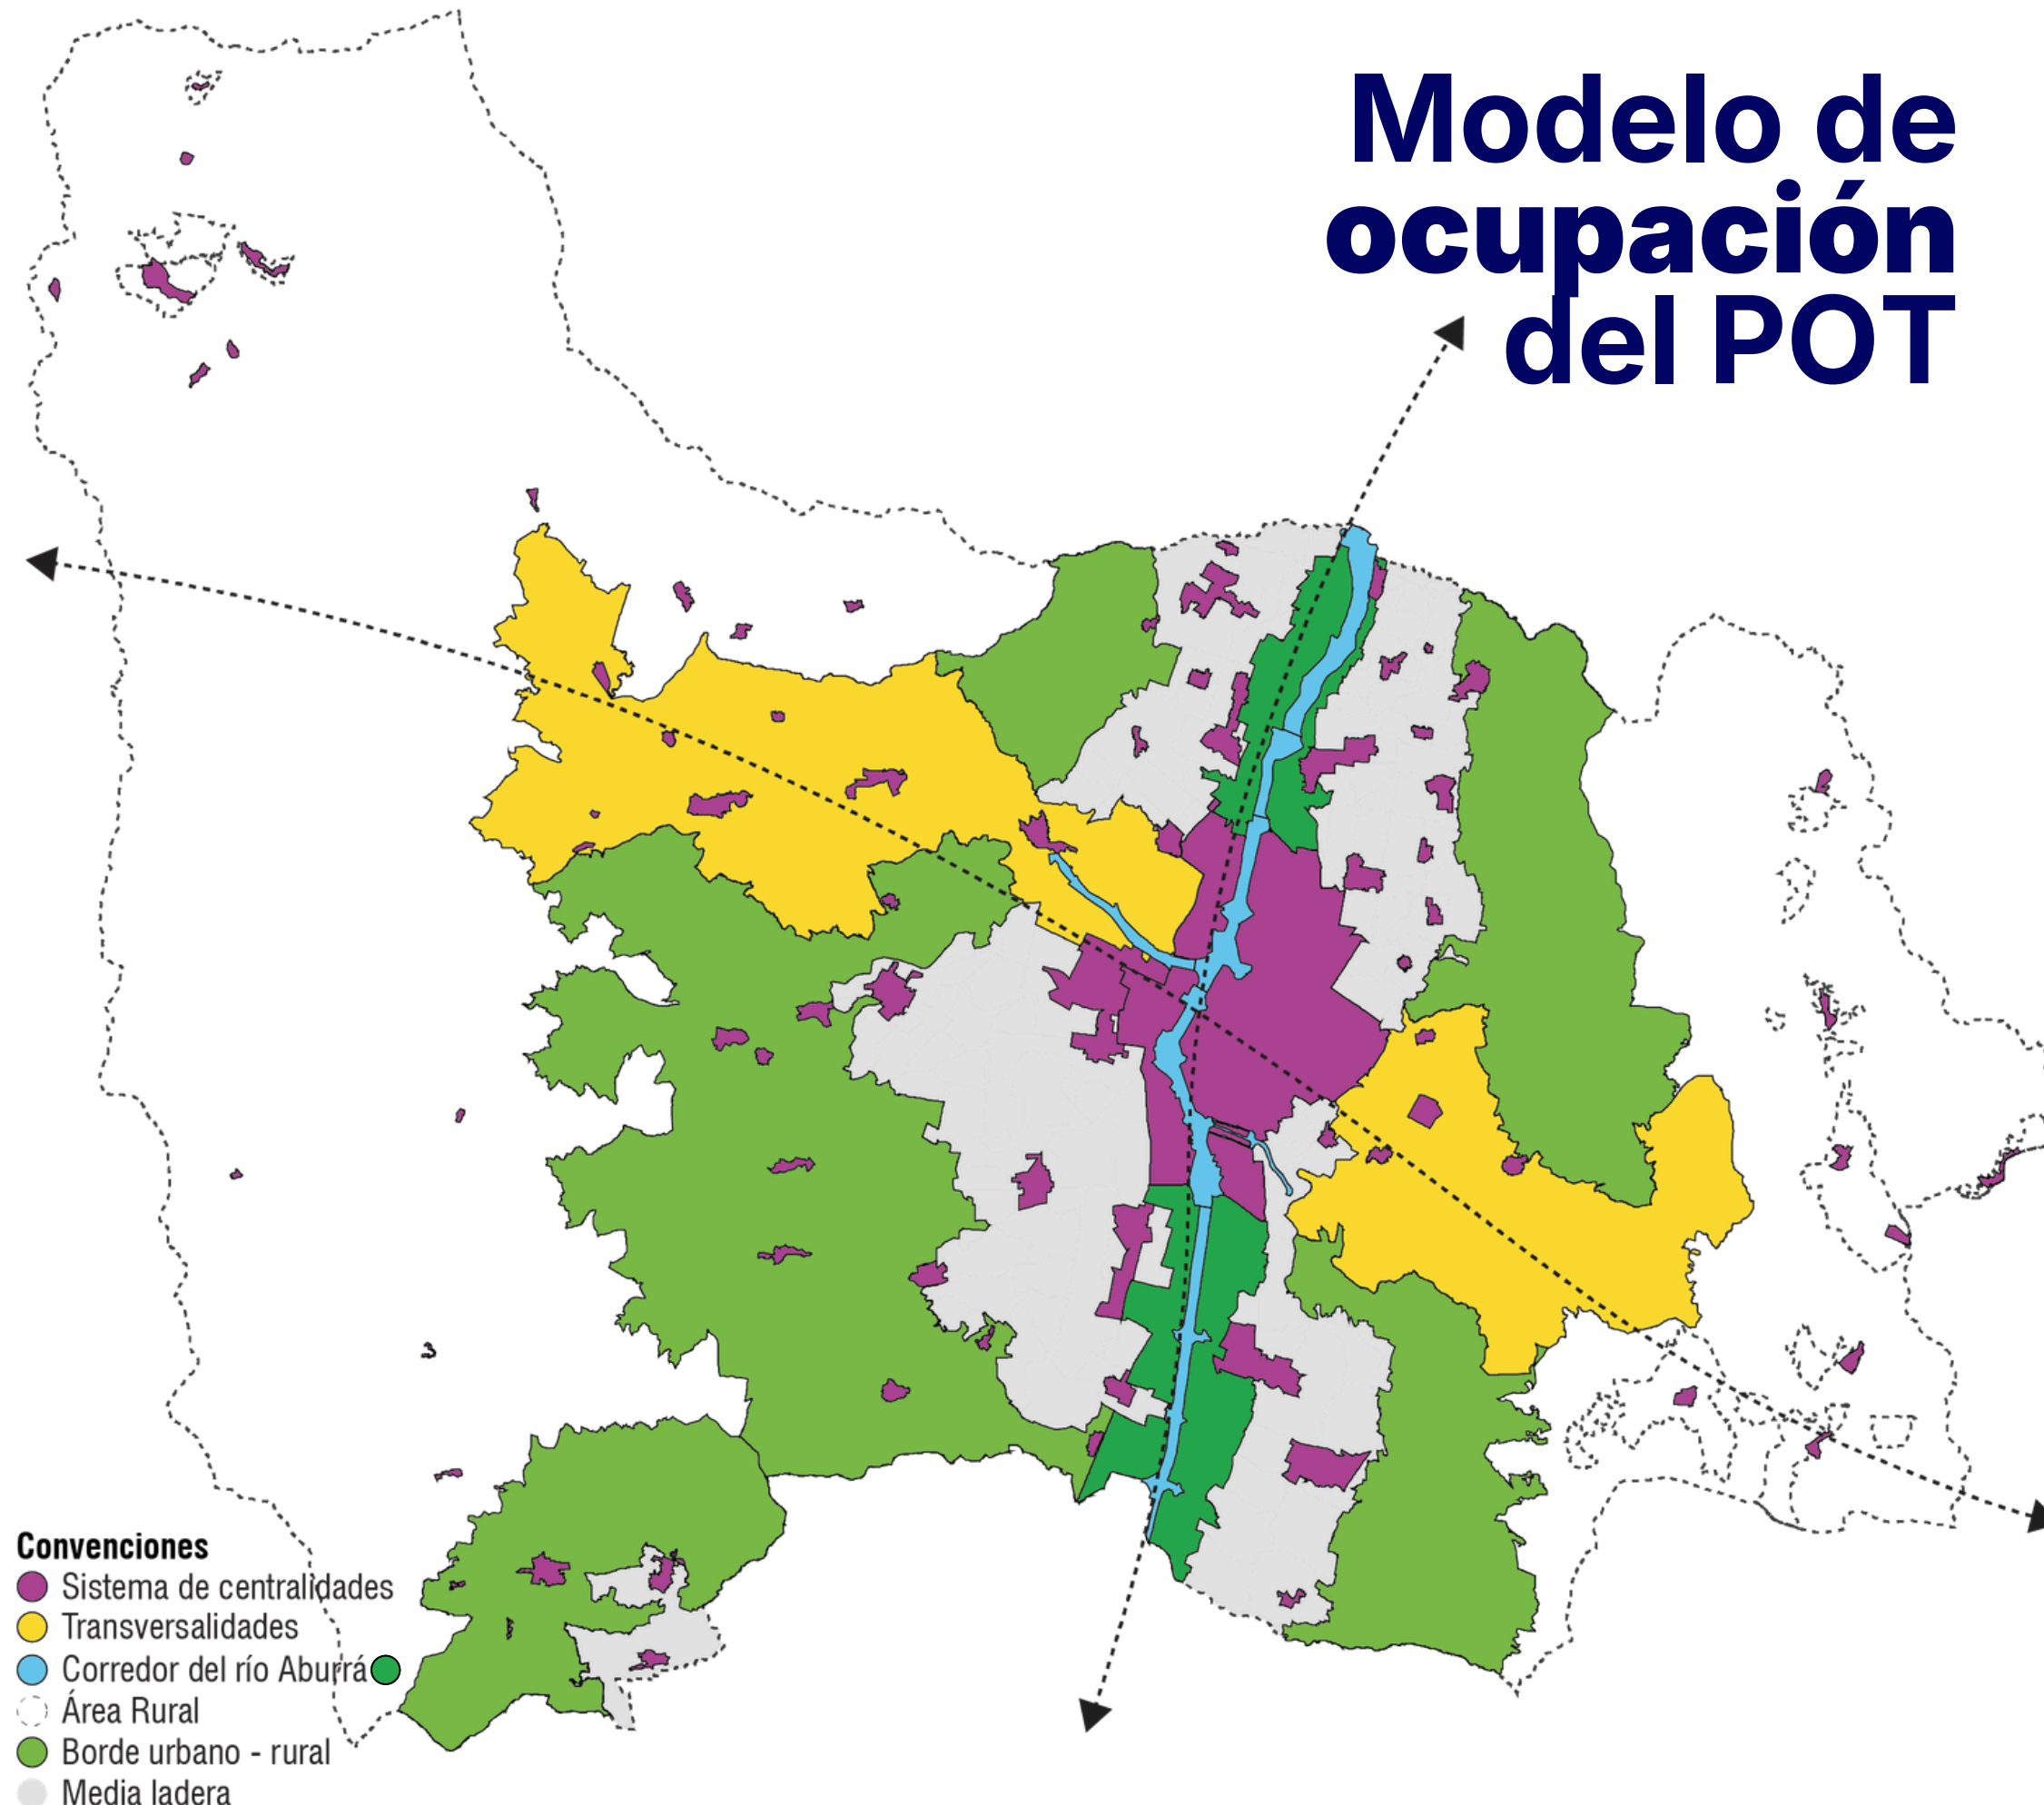 Modelo de
ocupación
del POT
Convenciones
Sistema de centralidades
Transversalidades
Corredor del río Aburrá
Área Rural
Borde urbano - rural
Media ladera